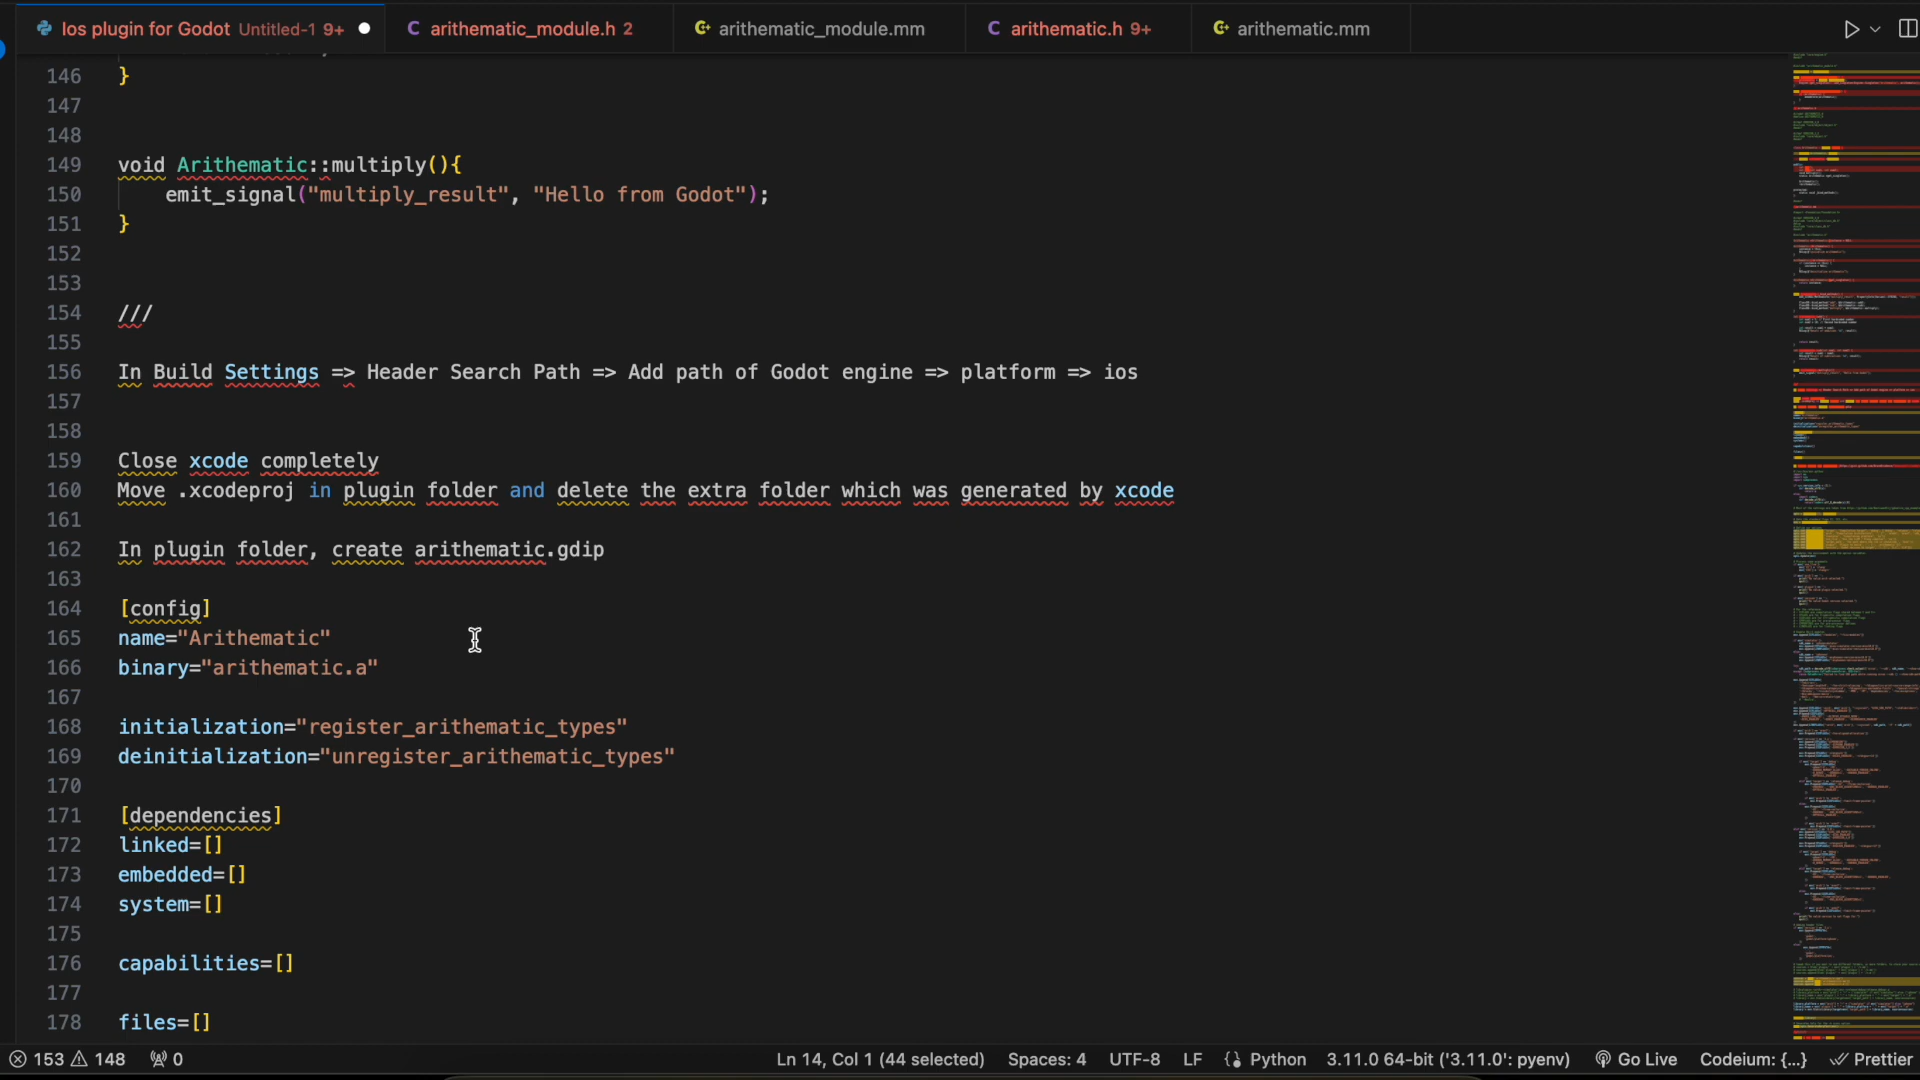 Ios plugin for Godot Untitled-1 9+
arithematic_module.h 2
arithematic_module.mm
arithematic.h 9+
arithematic.mm
146 }
147
148
149 void Arithematic::multiply(){
150 emit_signal("multiply_result", "Hello from Godot");
151 }
152
153
154 ///
155
156 In Build Settings => Header Search Path => Add path of Godot engine => platform => ios
157
158
159 Close xcode completely
160 Move .xcodeproj in plugin folder and delete the extra folder which was generated by xcode
161
162 In plugin folder, create arithematic.gdip
163
164 [config]
165 name="Arithematic"
166 binary="arithematic.a"
167
168 initialization="register_arithematic_types"
169 deinitialization="unregister_arithematic_types"
170
171 [dependencies]
172 linked=[]
173 embedded=[]
174 system=[]
175
176 capabilities=[]
177
178 files=[]
153 148 0 Ln 14, Col 1 (44 selected) Spaces: 4 UTF-8 LF Python 3.11.0 64-bit ('3.11.0': pyenv) Go Live Codeium: {...} Prettier